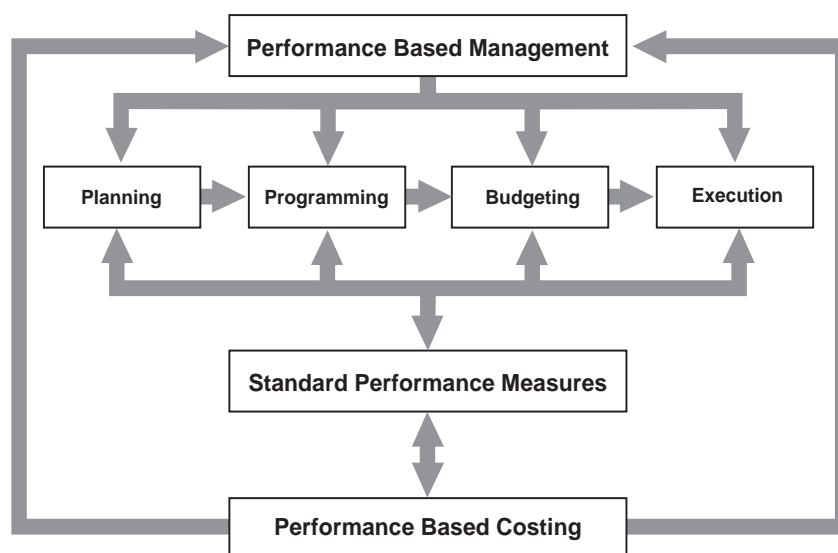 Performance Based Management
Planning
Programming
Budgeting
Execution
Standard Performance Measures
Performance Based Costing